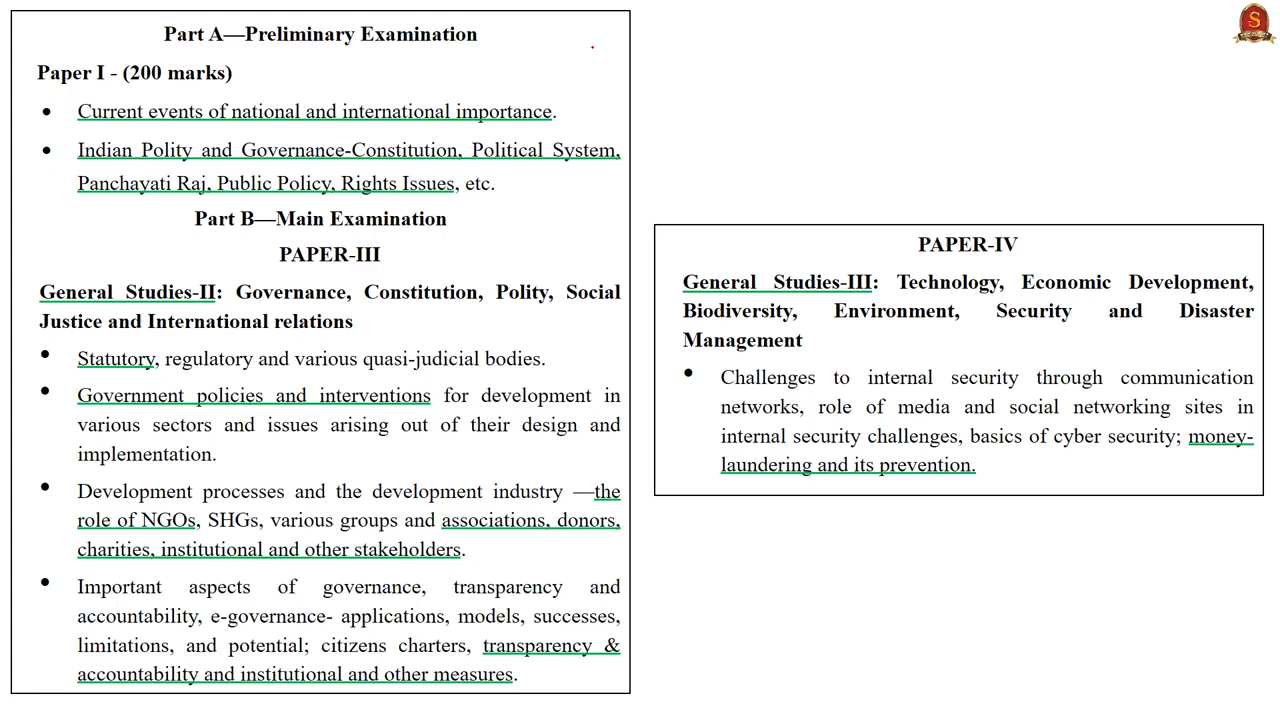 Part A—Preliminary Examination
Paper I - (200 marks)
• Current events of national and international importance.
• Indian Polity and Governance-Constitution, Political System,
Panchayati Raj, Public Policy, Rights Issues, etc.
Part B—Main Examination
PAPER-III
General Studies-II: Governance, Constitution, Polity, Social
Justice and International relations
• Statutory, regulatory and various quasi-judicial bodies.
• Government policies and interventions for development in
various sectors and issues arising out of their design and
implementation.
• Development processes and the development industry —the
role of NGOs, SHGs, various groups and associations, donors,
charities, institutional and other stakeholders.
• Important aspects of governance, transparency and
accountability, e-governance- applications, models, successes,
limitations, and potential; citizens charters, transparency &
accountability and institutional and other measures.
S
PAPER-IV
General Studies-III: Technology, Economic Development,
Biodiversity, Environment, Security and Disaster
Management
• Challenges to internal security through communication
networks, role of media and social networking sites in
internal security challenges, basics of cyber security; money-
laundering and its prevention.